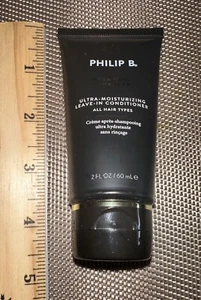 PHILIP B.
ULTRA-MOISTURIZING
LEAVE-IN CONDITIONER
ALL HAIR TYPES
Crème après-shampooing
ultra hydratante
sans rinçage
2 FL OZ / 60 mL ℮
1
2
3
4
5